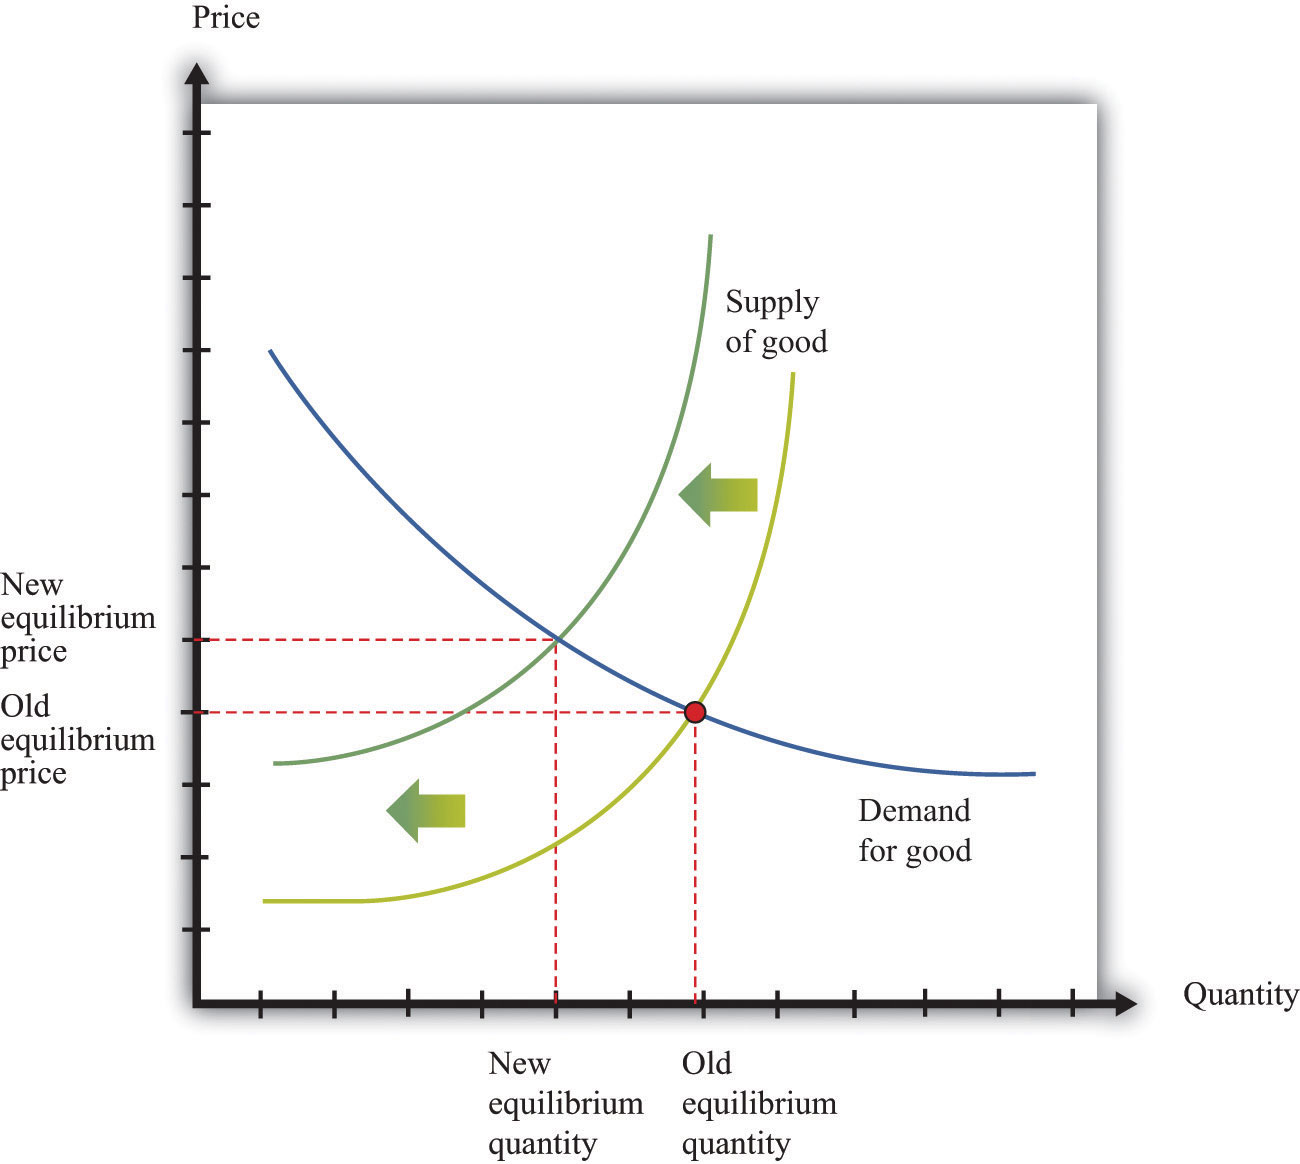 Price
Supply
of good
New
equilibrium
price
Old
equilibrium
price
Demand
for good
Quantity
New
equilibrium
quantity
Old
equilibrium
quantity